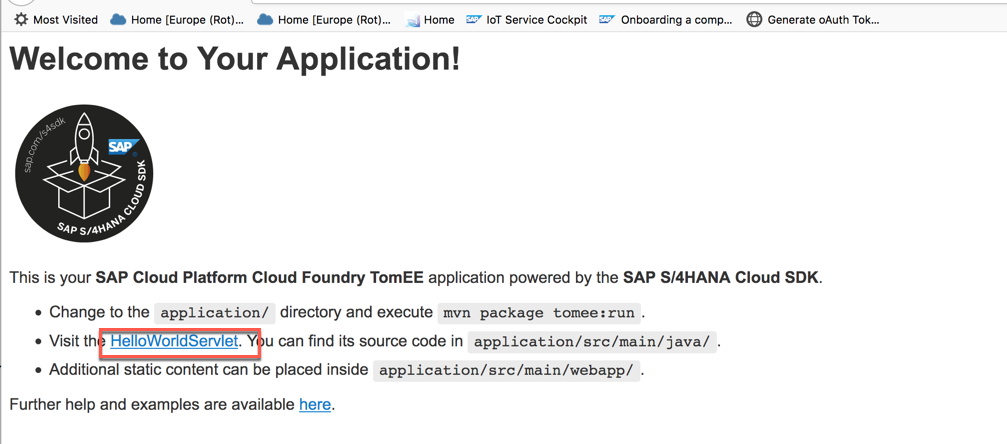 Most Visited Home [Europe (Rot)... Home [Europe (Rot)... Home SAP IoT Service Cockpit SAP Onboarding a comp... Generate oAuth Tok...
Welcome to Your Application!
sap.com/s4sdk
SAP
SAP S/4HANA CLOUD SDK
This is your SAP Cloud Platform Cloud Foundry TomEE application powered by the SAP S/4HANA Cloud SDK.
• Change to the application/ directory and execute mvn package tomee:run.
• Visit the HelloWorldServlet. You can find its source code in application/src/main/java/.
• Additional static content can be placed inside application/src/main/webapp/.
Further help and examples are available here.